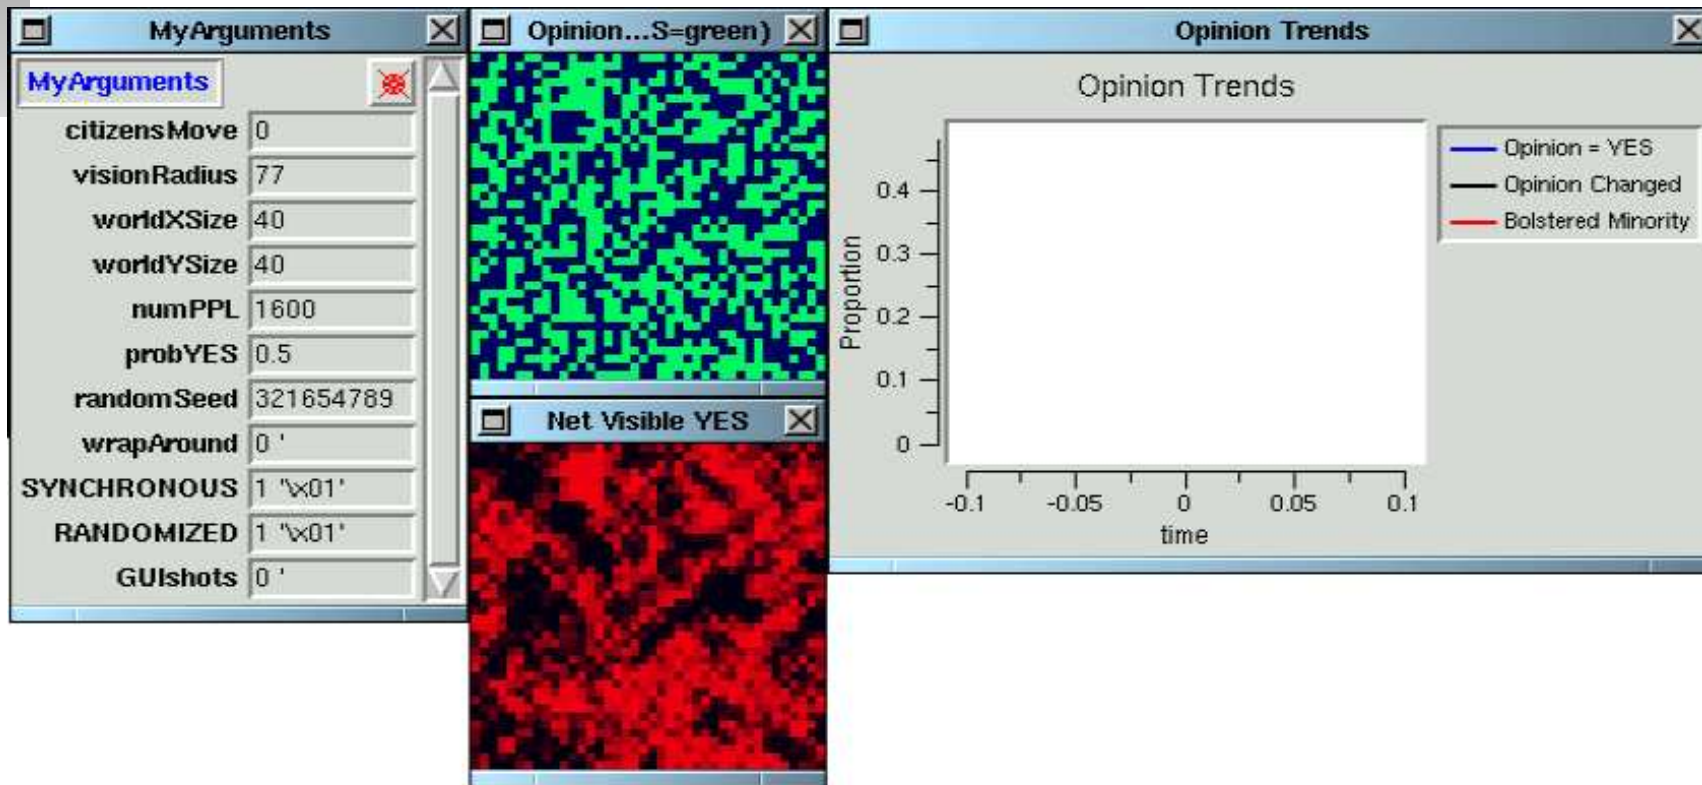 MyArguments
MyArguments
citizensMove 0
visionRadius 77
worldXSize 40
worldYSize 40
numPPL 1600
probYES 0.5
randomSeed 321654789
wrapAround 0 '
SYNCHRONOUS 1 '\x01'
RANDOMIZED 1 '\x01'
GUIshots 0 '
Opinion...S=green)
Net Visible YES
Opinion Trends
Opinion Trends
Proportion
0.4
0.3
0.2
0.1
0
-0.1 -0.05 0 0.05 0.1
time
Opinion = YES
Opinion Changed
Bolstered Minority